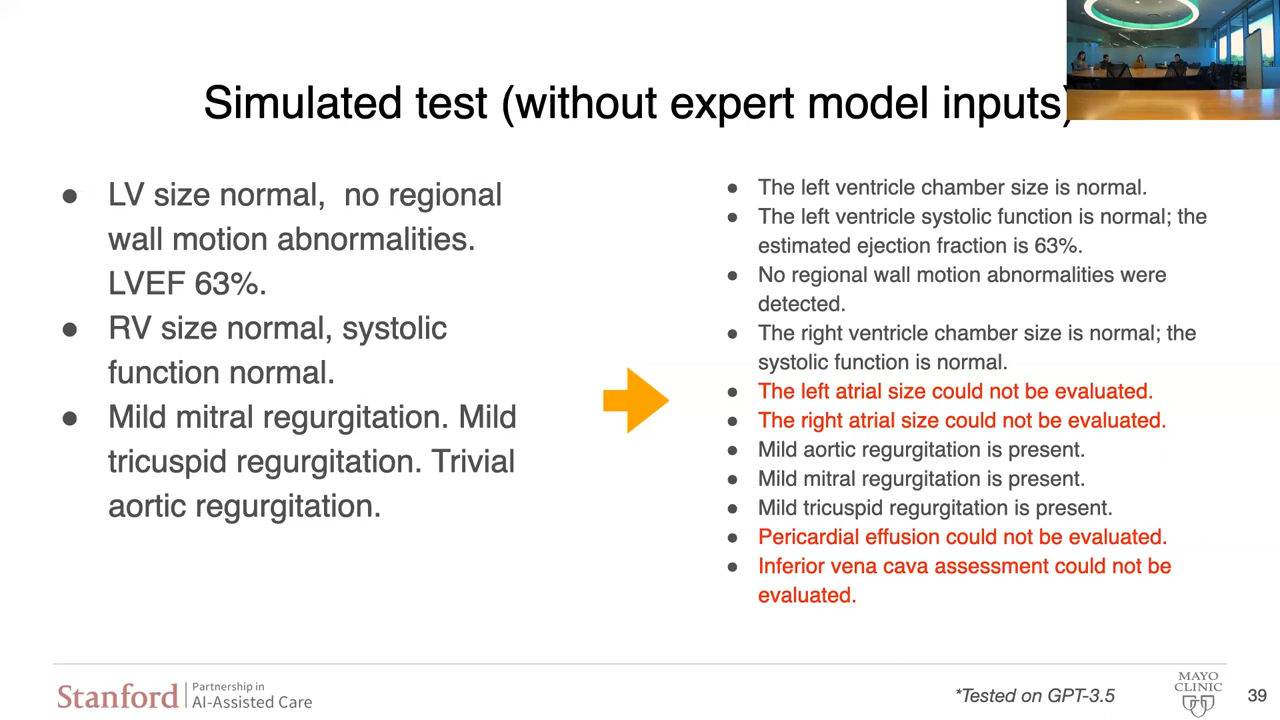 Simulated test (without expert model inputs)
● LV size normal,  no regional
wall motion abnormalities.
LVEF 63%.
● RV size normal, systolic
function normal.
● Mild mitral regurgitation. Mild
tricuspid regurgitation. Trivial
aortic regurgitation.
● The left ventricle chamber size is normal.
● The left ventricle systolic function is normal; the
estimated ejection fraction is 63%.
● No regional wall motion abnormalities were
detected.
● The right ventricle chamber size is normal; the
systolic function is normal.
● The left atrial size could not be evaluated.
● The right atrial size could not be evaluated.
● Mild aortic regurgitation is present.
● Mild mitral regurgitation is present.
● Mild tricuspid regurgitation is present.
● Pericardial effusion could not be evaluated.
● Inferior vena cava assessment could not be
evaluated.
Stanford
Partnership in
AI-Assisted Care
*Tested on GPT-3.5
MAYO
CLINIC
39